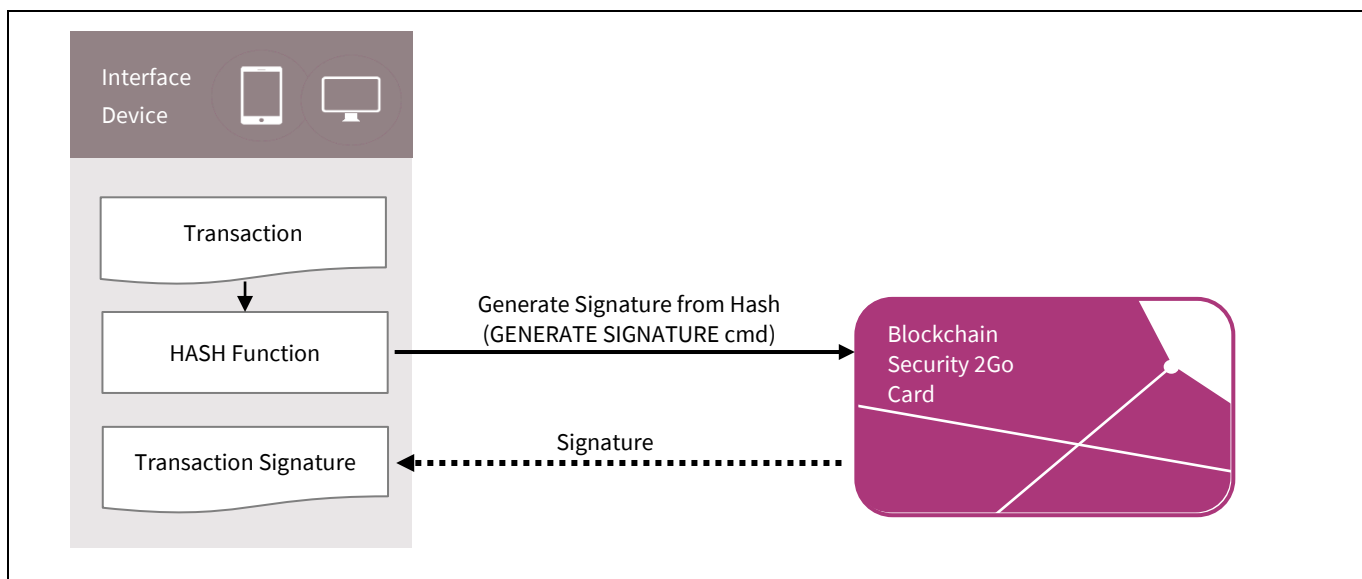 Interface
Device
Transaction
HASH Function
Transaction Signature
Generate Signature from Hash
(GENERATE SIGNATURE cmd)
Signature
Blockchain
Security 2Go
Card